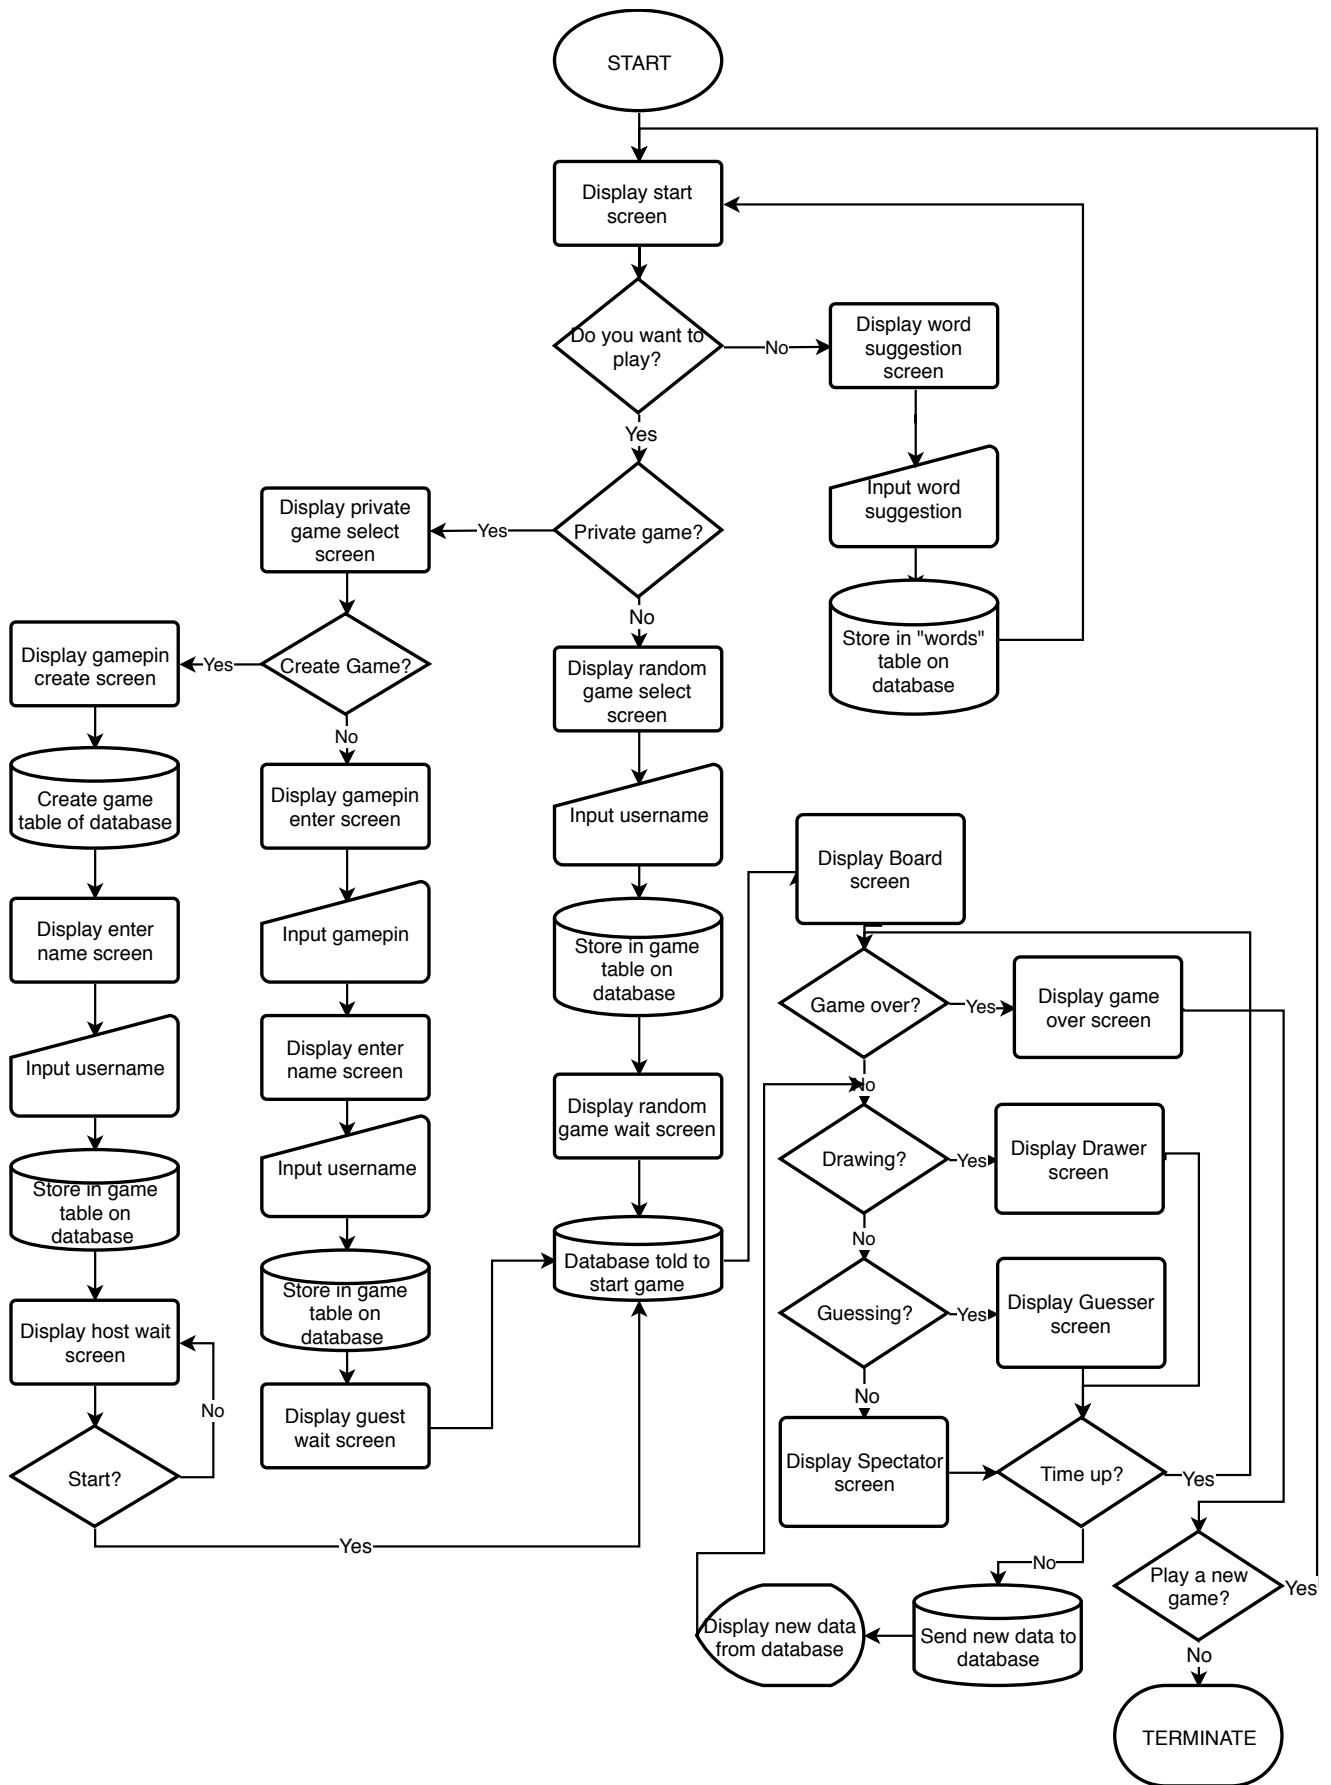 START
Display start
screen
Do you want to
play?
No
Display word
suggestion
screen
Yes
Input word
suggestion
Store in "words"
table on
database
Private game?
Yes
Display private
game select
screen
No
Create Game?
Yes
Display gamepin
create screen
Create game
table of database
Display enter
name screen
Input username
Store in game
table on
database
Display host wait
screen
No
Start?
Yes
No
Display gamepin
enter screen
Input gamepin
Display enter
name screen
Input username
Store in game
table on
database
Display guest
wait screen
Display random
game select
screen
Input username
Store in game
table on
database
Display random
game wait screen
Database told to
start game
Display Board
screen
Game over?
Yes
Display game
over screen
No
Drawing?
Yes
Display Drawer
screen
No
Guessing?
Yes
Display Guesser
screen
No
Display Spectator
screen
Time up?
Yes
No
Send new data to
database
Display new data
from database
Play a new
game?
Yes
No
TERMINATE